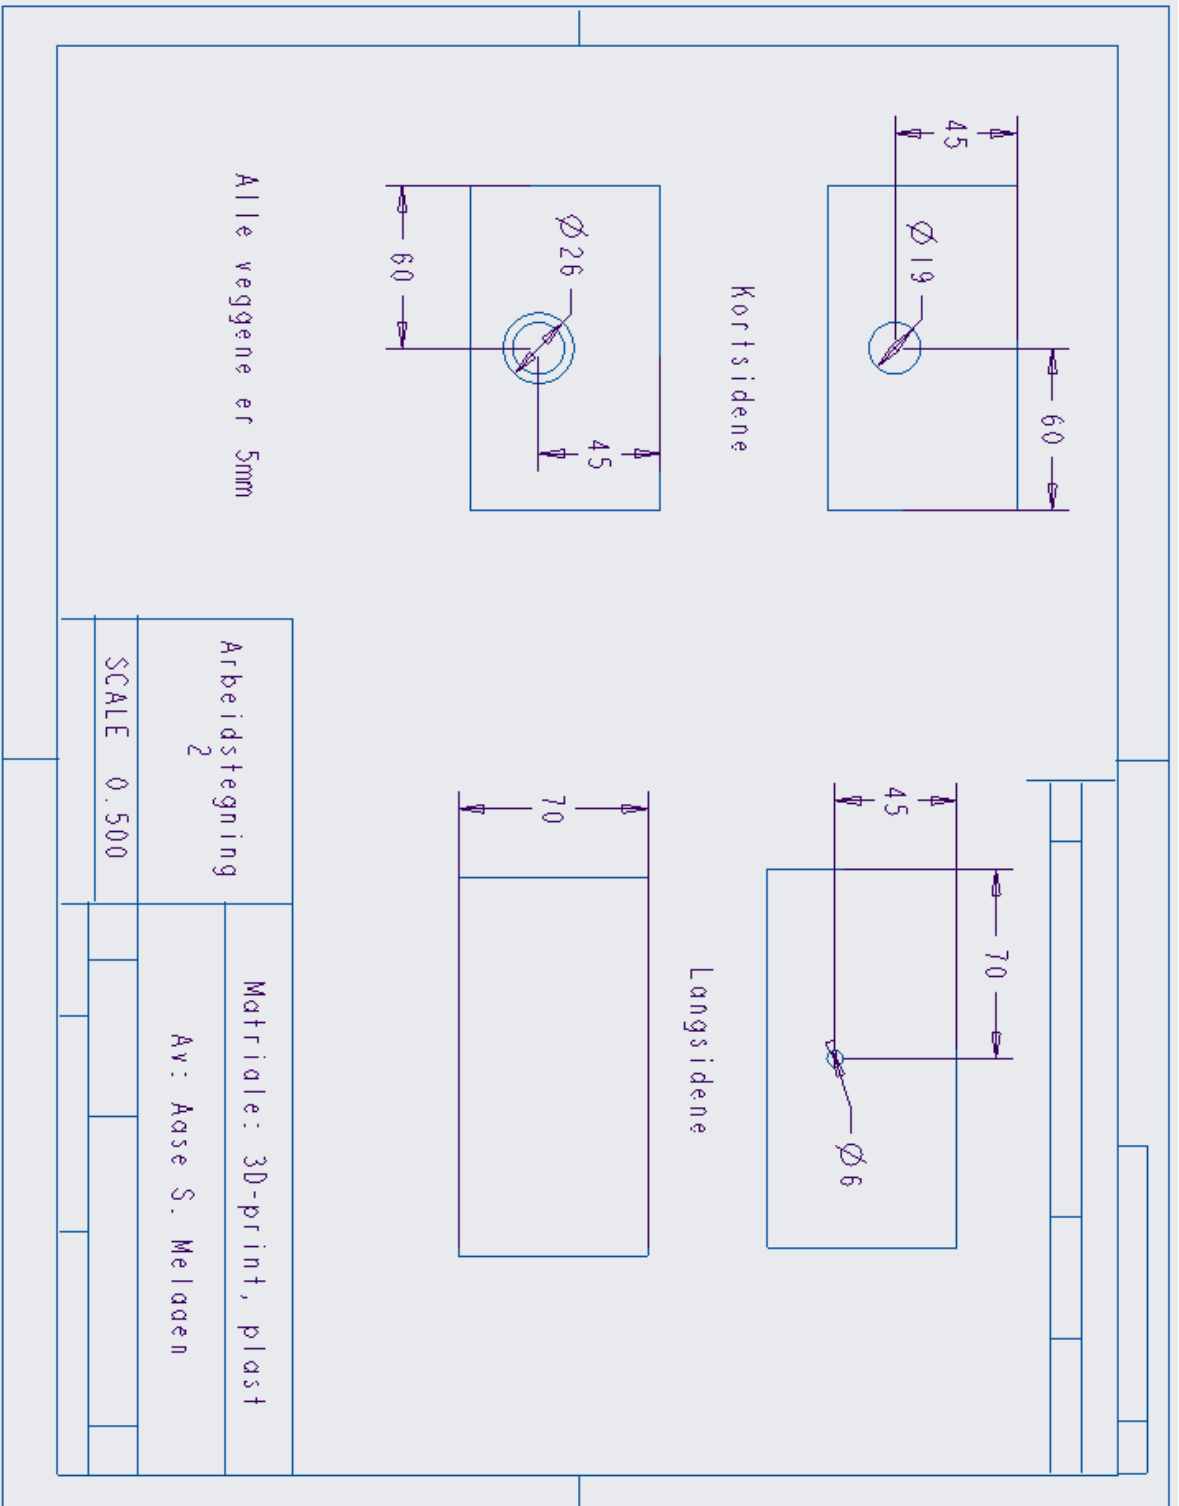 45
Ø19
60
Kortsidene
Ø26
60
45
Alle veggene er 5mm
45
70
Ø6
Langsidene
70
Arbeidstegning
2
SCALE 0.500
Matriale: 3D-print, plast
Av: Aase S. Melaaen